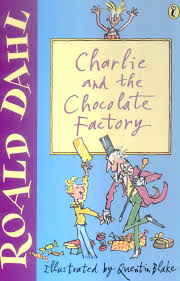 ROALD DAHL
Charlie
and the
Chocolate
Factory
Illustrated by Quentin Blake